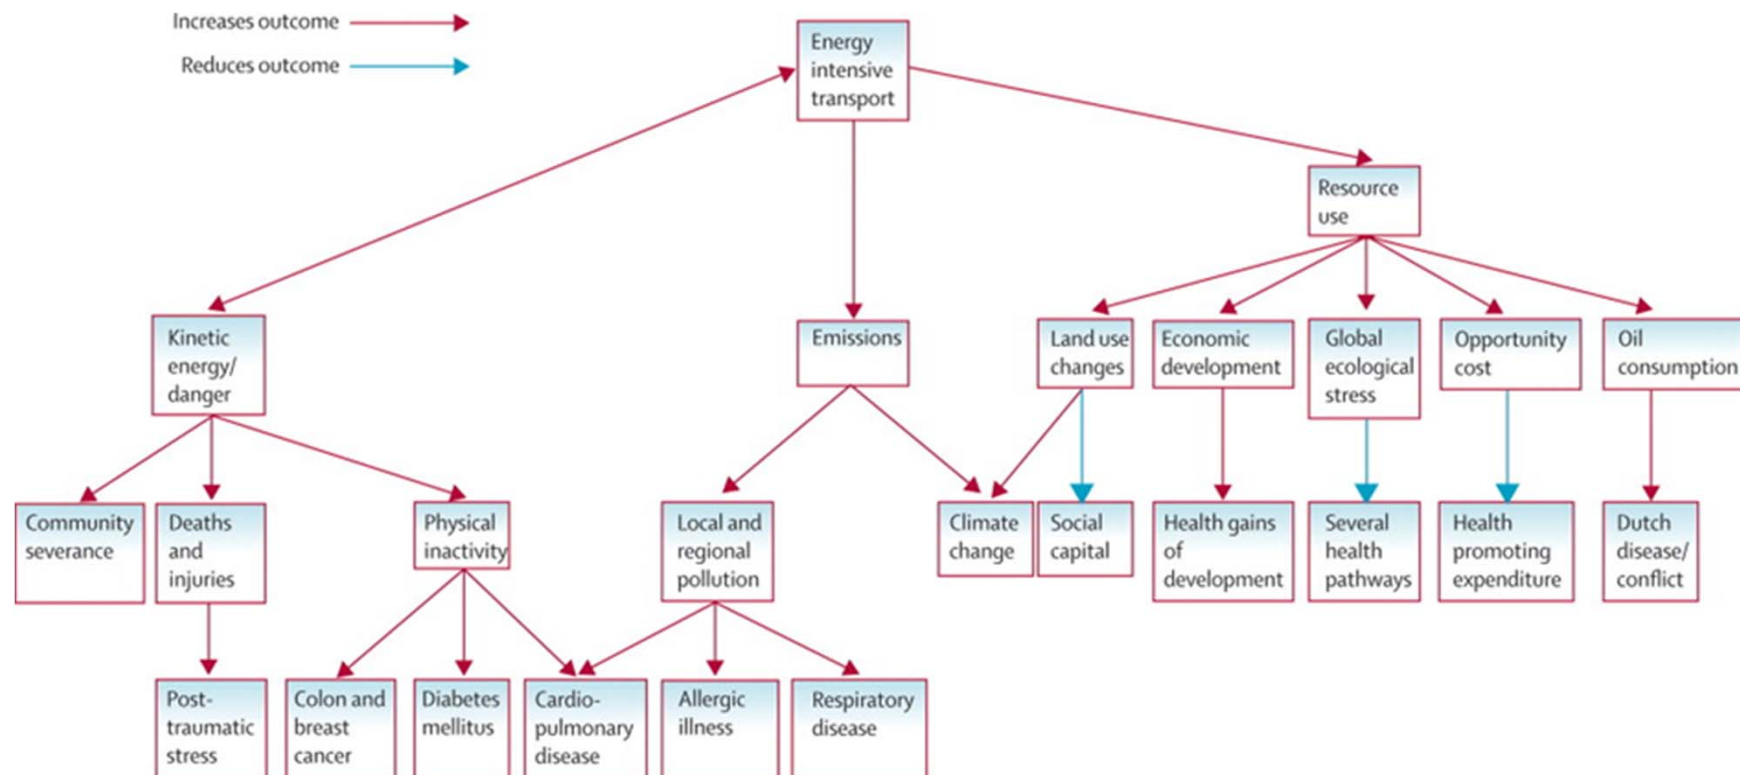 Increases outcome
Reduces outcome
Energy
intensive
transport
Resource
use
Kinetic
energy/
danger
Emissions
Land use
changes
Economic
development
Global
ecological
stress
Opportunity
cost
Oil
consumption
Community
severance
Deaths
and
injuries
Physical
inactivity
Local and
regional
pollution
Climate
change
Social
capital
Health gains
of
development
Several
health
pathways
Health
promoting
expenditure
Dutch
disease/
conflict
Post-
traumatic
stress
Colon and
breast
cancer
Diabetes
mellitus
Cardio-
pulmonary
disease
Allergic
illness
Respiratory
disease